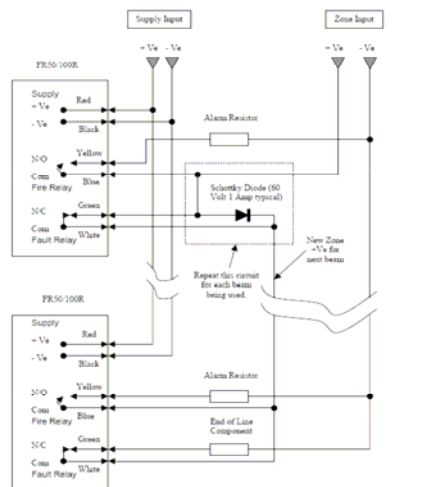 Supply Input
Zone Input
+ Ve
- Ve
+ Ve
- Ve
FR50/100R
Supply
+ Ve
Red
- Ve
Black
Alarm Resistor
N/O
Yellow
Com
Blue
Fire Relay
Schottky Diode (60
Volt 1 Amp typical)
N/C
Green
Com
White
Fault Relay
New Zone
+Ve for
next beam
Repeat this circuit
for each beam
being used.
FR50/100R
Supply
+ Ve
Red
- Ve
Black
Alarm Resistor
N/O
Yellow
Com
Blue
Fire Relay
End of Line
Component
N/C
Green
Com
White
Fault Relay